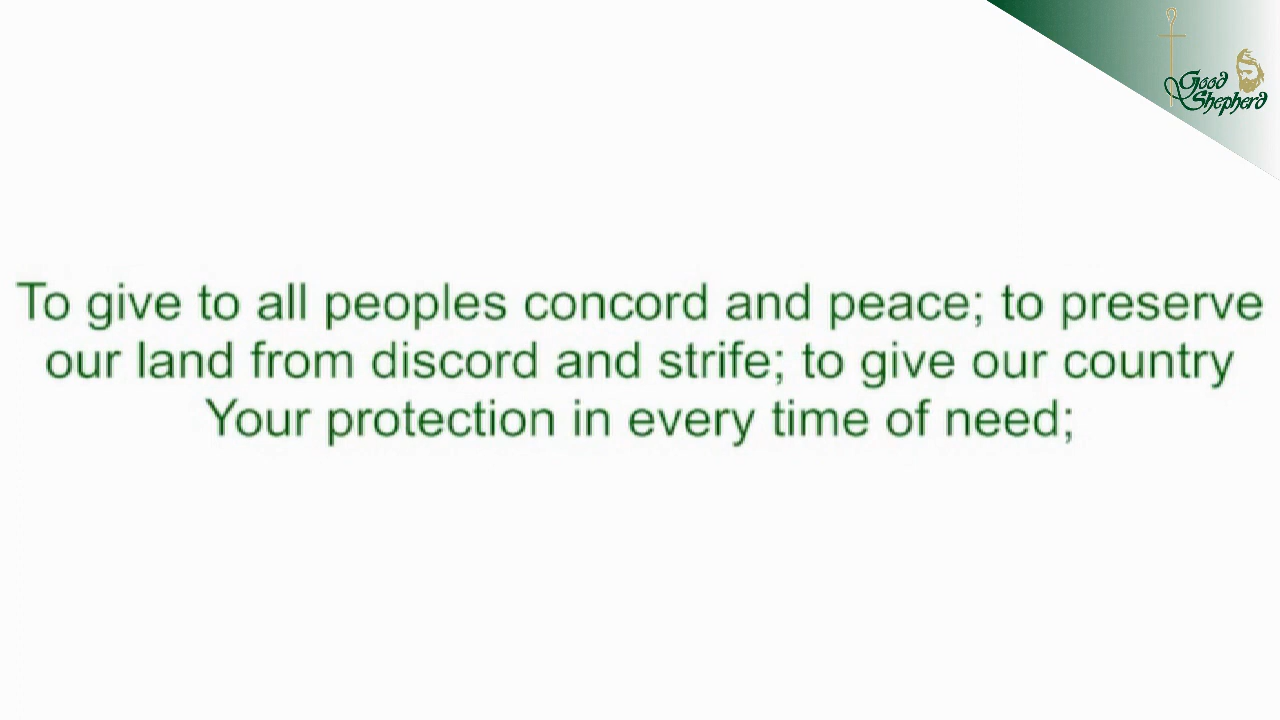 Good
Shepherd
To give to all peoples concord and peace; to preserve
our land from discord and strife; to give our country
Your protection in every time of need;